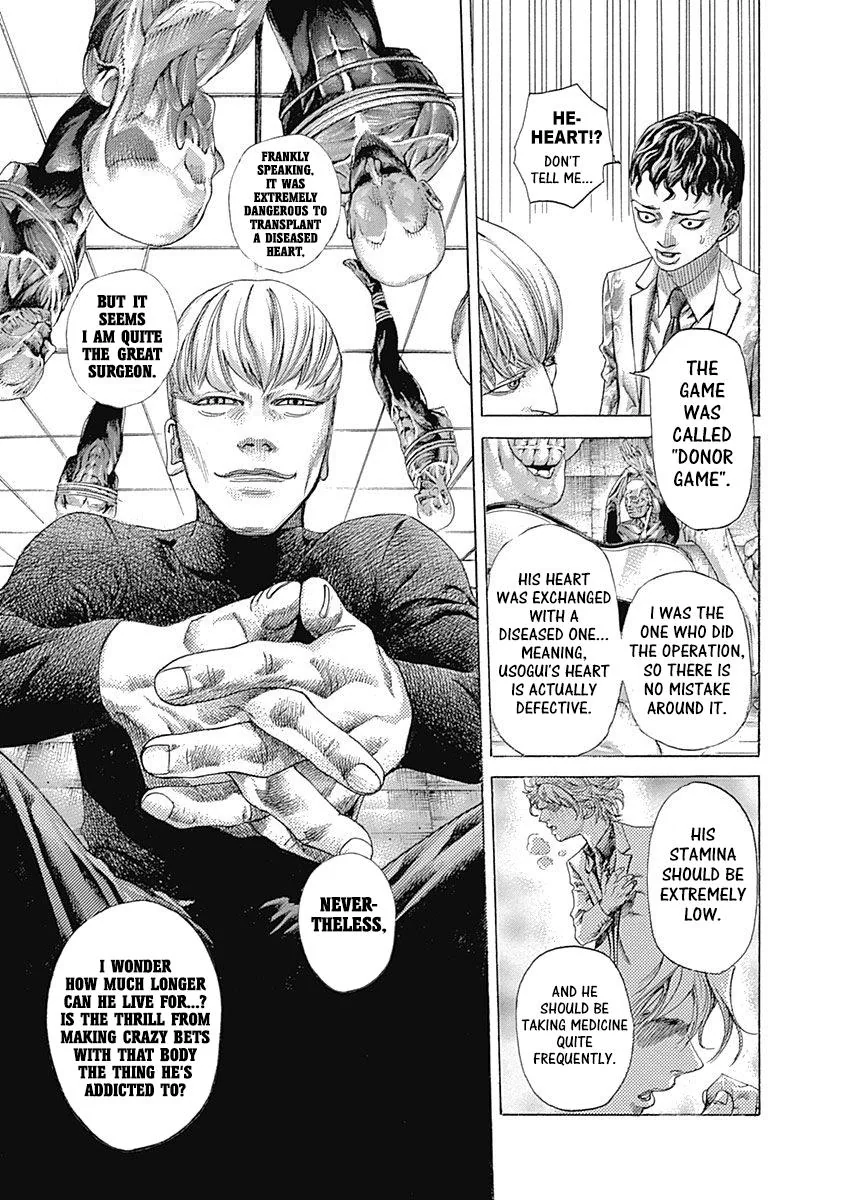 HE-
HEART!?
DON'T
TELL ME...
THE
GAME
WAS
CALLED
"DONOR
GAME".
I WAS THE
ONE WHO DID
THE OPERATION,
SO THERE IS
NO MISTAKE
AROUND IT.
HIS HEART
WAS EXCHANGED
WITH A
DISEASED ONE...
MEANING,
USOGUI'S HEART
IS ACTUALLY
DEFECTIVE.
HIS
STAMINA
SHOULD BE
EXTREMELY
LOW.
AND HE
SHOULD BE
TAKING MEDICINE
QUITE
FREQUENTLY.
FRANKLY
SPEAKING,
IT WAS
EXTREMELY
DANGEROUS TO
TRANSPLANT
A DISEASED
HEART.
BUT IT
SEEMS
I AM QUITE
THE GREAT
SURGEON.
NEVER-
THELESS,
I WONDER
HOW MUCH LONGER
CAN HE LIVE FOR...?
IS THE THRILL FROM
MAKING CRAZY BETS
WITH THAT BODY
THE THING HE'S
ADDICTED TO?